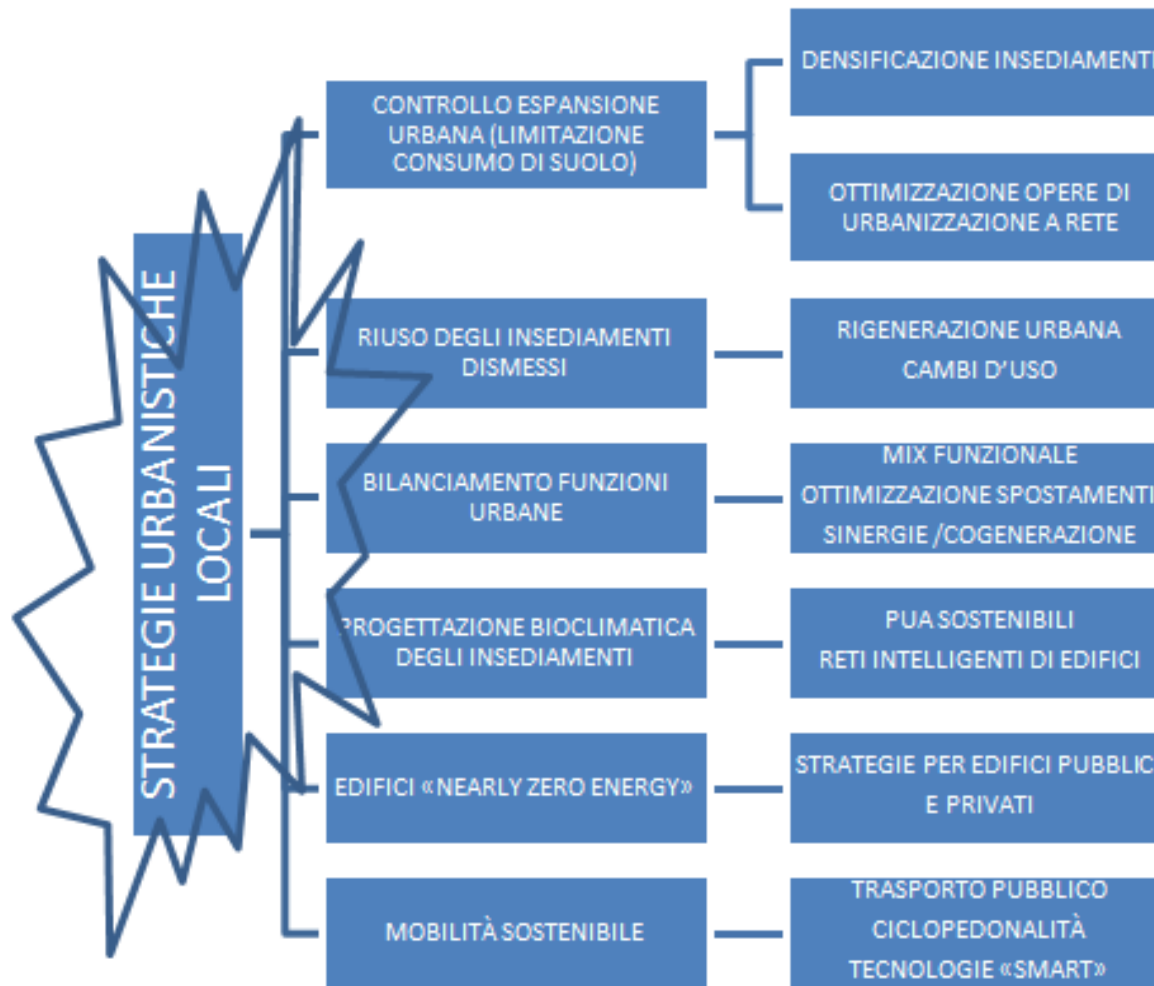 STRATEGIE URBANISTICHE
LOCALI
CONTROLLO ESPANSIONE
URBANA (LIMITAZIONE
CONSUMO DI SUOLO)
DENSIFICAZIONE INSEDIAMENTI
OTTIMIZZAZIONE OPERE DI
URBANIZZAZIONE A RETE
RIUSO DEGLI INSEDIAMENTI
DISMESSI
RIGENERAZIONE URBANA
CAMBI D'USO
BILANCIAMENTO FUNZIONI
URBANE
MIX FUNZIONALE
OTTIMIZZAZIONE SPOSTAMENTI
SINERGIE /COGENERAZIONE
PROGETTAZIONE BIOCLIMATICA
DEGLI INSEDIAMENTI
PUA SOSTENIBILI
RETI INTELLIGENTI DI EDIFICI
EDIFICI «NEARLY ZERO ENERGY»
STRATEGIE PER EDIFICI PUBBLIC
E PRIVATI
MOBILITÀ SOSTENIBILE
TRASPORTO PUBBLICO
CICLOPEDONALITÀ
TECNOLOGIE «SMART»